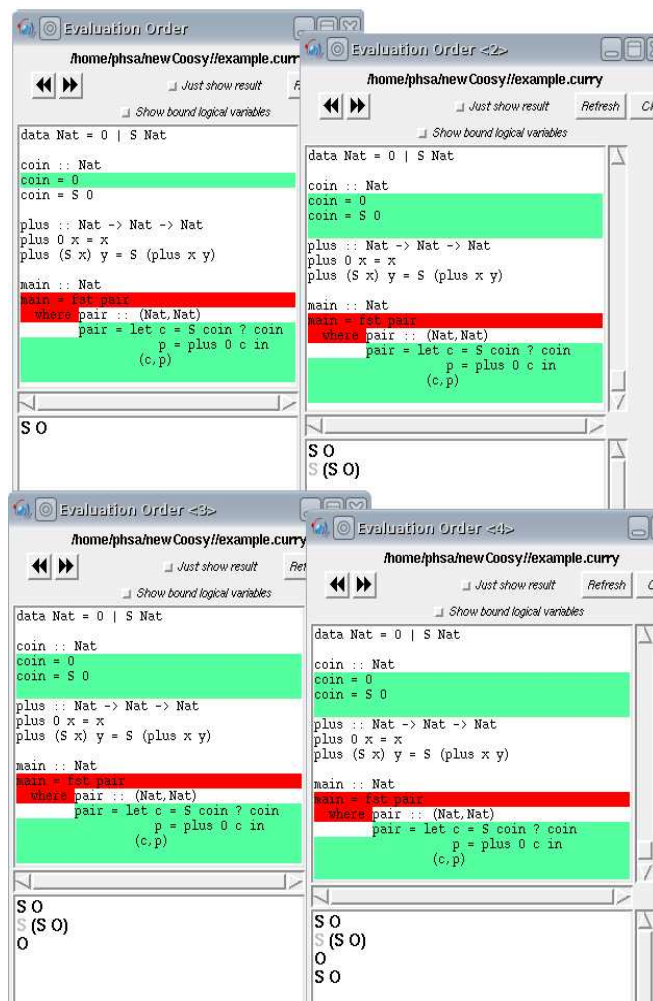 Evaluation Order
/home/phsa/newCoosy//example.curry
Just show result
Show bound logical variables
data Nat = 0 | S Nat
coin :: Nat
coin = 0
coin = S 0
plus :: Nat -> Nat -> Nat
plus 0 x = x
plus (S x) y = S (plus x y)
main :: Nat
main = fst pair
where pair :: (Nat,Nat)
pair = let c = S coin ? coin
p = plus 0 c in
(c,p)
S O
Evaluation Order <2>
/home/phsa/newCoosy//example.curry
Just show result Refresh
Show bound logical variables
data Nat = 0 | S Nat
coin :: Nat
coin = 0
coin = S 0
plus :: Nat -> Nat -> Nat
plus 0 x = x
plus (S x) y = S (plus x y)
main :: Nat
main = fst pair
where pair :: (Nat,Nat)
pair = let c = S coin ? coin
p = plus 0 c in
(c,p)
S O
S (S O)
Evaluation Order <3>
/home/phsa/newCoosy//example.curry
Just show result
Show bound logical variables
data Nat = 0 | S Nat
coin :: Nat
coin = 0
coin = S 0
plus :: Nat -> Nat -> Nat
plus 0 x = x
plus (S x) y = S (plus x y)
main :: Nat
main = fst pair
where pair :: (Nat,Nat)
pair = let c = S coin ? coin
p = plus 0 c in
(c,p)
S O
S (S O)
O
Evaluation Order <4>
/home/phsa/newCoosy//example.curry
Just show result Refresh
Show bound logical variables
data Nat = 0 | S Nat
coin :: Nat
coin = 0
coin = S 0
plus :: Nat -> Nat -> Nat
plus 0 x = x
plus (S x) y = S (plus x y)
main :: Nat
main = fst pair
where pair :: (Nat,Nat)
pair = let c = S coin ? coin
p = plus 0 c in
(c,p)
S O
S (S O)
O
S O